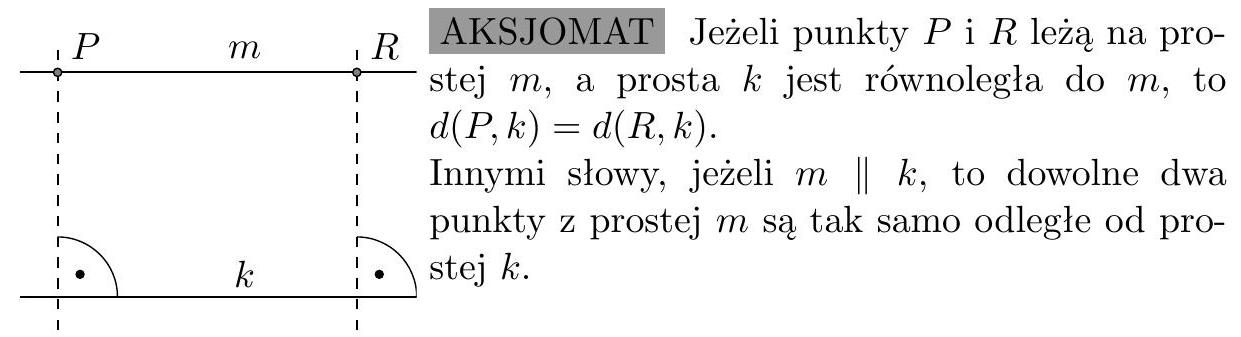 P m R
k
AKSJOMAT Jeżeli punkty P i R leżą na pro-
stej m, a prosta k jest równoległa do m, to
d(P, k) = d(R, k).
Innymi słowy, jeżeli m ∥ k, to dowolne dwa
punkty z prostej m są tak samo odległe od pro-
stej k.